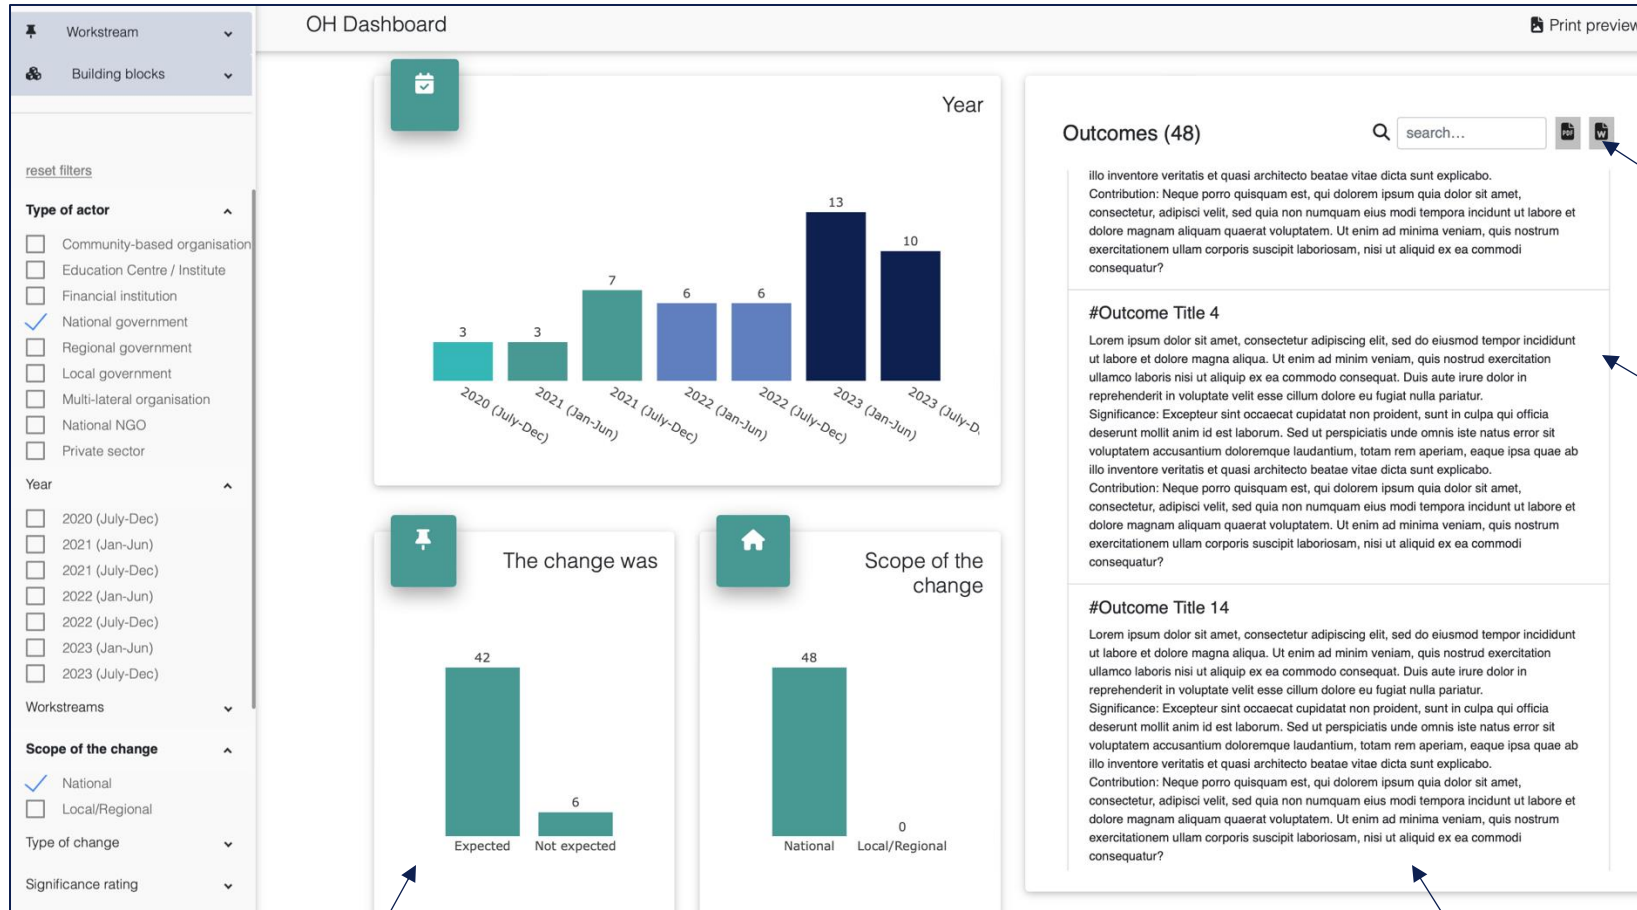 Workstream
Building blocks
reset filters
Type of actor
Community-based organisation
Education Centre / Institute
Financial institution
National government
Regional government
Local government
Multi-lateral organisation
National NGO
Private sector
Year
2020 (July-Dec)
2021 (Jan-Jun)
2021 (July-Dec)
2022 (Jan-Jun)
2022 (July-Dec)
2023 (Jan-Jun)
2023 (July-Dec)
Workstreams
Scope of the change
National
Local/Regional
Type of change
Significance rating
OH Dashboard
Print preview
Year
3
3
7
6
6
13
10
2020 (July-Dec)
2021 (Jan-Jun)
2021 (July-Dec)
2022 (Jan-Jun)
2022 (July-Dec)
2023 (Jan-Jun)
2023 (July-D
The change was
42
6
Expected
Not expected
Scope of the
change
48
0
National
Local/Regional
Outcomes (48)
search...
PDF
W
illo inventore veritatis et quasi architecto beatae vitae dicta sunt explicabo.
Contribution: Neque porro quisquam est, qui dolorem ipsum quia dolor sit amet,
consectetur, adipisci velit, sed quia non numquam eius modi tempora incidunt ut labore et
dolore magnam aliquam quaerat voluptatem. Ut enim ad minima veniam, quis nostrum
exercitationem ullam corporis suscipit laboriosam, nisi ut aliquid ex ea commodi
consequatur?
#Outcome Title 4
Lorem ipsum dolor sit amet, consectetur adipiscing elit, sed do eiusmod tempor incididunt
ut labore et dolore magna aliqua. Ut enim ad minim veniam, quis nostrud exercitation
ullamco laboris nisi ut aliquip ex ea commodo consequat. Duis aute irure dolor in
reprehenderit in voluptate velit esse cillum dolore eu fugiat nulla pariatur.
Significance: Excepteur sint occaecat cupidatat non proident, sunt in culpa qui officia
deserunt mollit anim id est laborum. Sed ut perspiciatis unde omnis iste natus error sit
voluptatem accusantium doloremque laudantium, totam rem aperiam, eaque ipsa quae ab
illo inventore veritatis et quasi architecto beatae vitae dicta sunt explicabo.
Contribution: Neque porro quisquam est, qui dolorem ipsum quia dolor sit amet,
consectetur, adipisci velit, sed quia non numquam eius modi tempora incidunt ut labore et
dolore magnam aliquam quaerat voluptatem. Ut enim ad minima veniam, quis nostrum
exercitationem ullam corporis suscipit laboriosam, nisi ut aliquid ex ea commodi
consequatur?
#Outcome Title 14
Lorem ipsum dolor sit amet, consectetur adipiscing elit, sed do eiusmod tempor incididunt
ut labore et dolore magna aliqua. Ut enim ad minim veniam, quis nostrud exercitation
ullamco laboris nisi ut aliquip ex ea commodo consequat. Duis aute irure dolor in
reprehenderit in voluptate velit esse cillum dolore eu fugiat nulla pariatur.
Significance: Excepteur sint occaecat cupidatat non proident, sunt in culpa qui officia
deserunt mollit anim id est laborum. Sed ut perspiciatis unde omnis iste natus error sit
voluptatem accusantium doloremque laudantium, totam rem aperiam, eaque ipsa quae ab
illo inventore veritatis et quasi architecto beatae vitae dicta sunt explicabo.
Contribution: Neque porro quisquam est, qui dolorem ipsum quia dolor sit amet,
consectetur, adipisci velit, sed quia non numquam eius modi tempora incidunt ut labore et
dolore magnam aliquam quaerat voluptatem. Ut enim ad minima veniam, quis nostrum
exercitationem ullam corporis suscipit laboriosam, nisi ut aliquid ex ea commodi
consequatur?